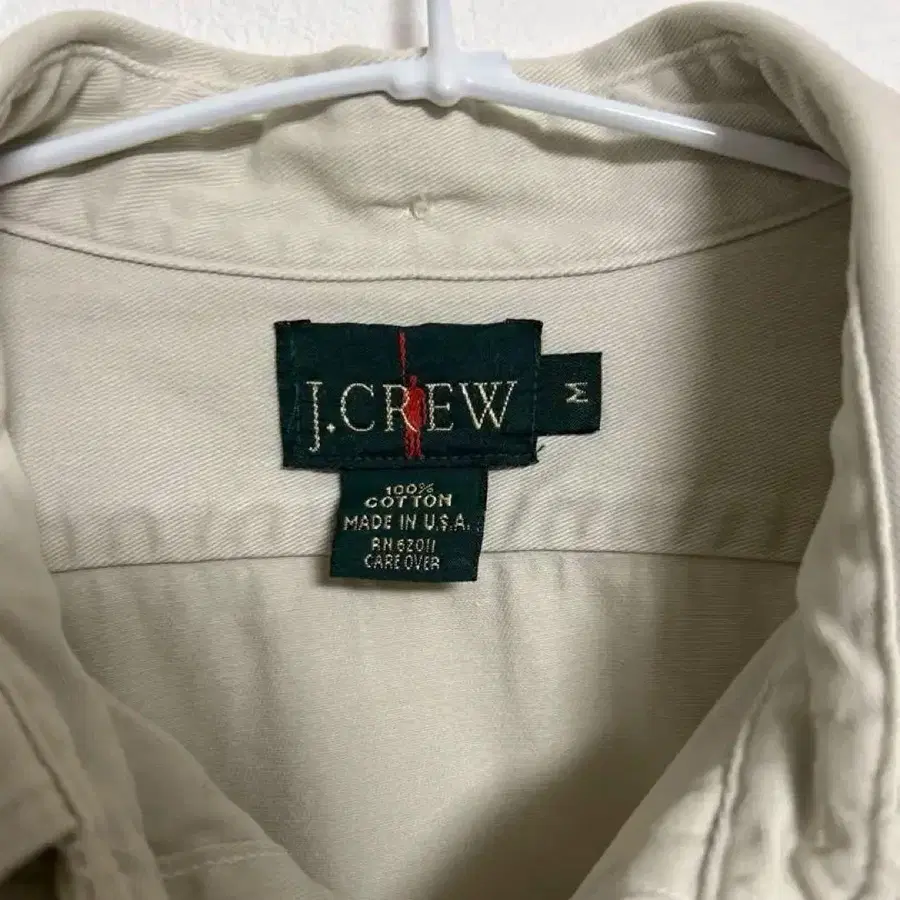 J.CREW
M
100%
COTTON
MADE IN U.S.A.
RN 62011
CARE OVER